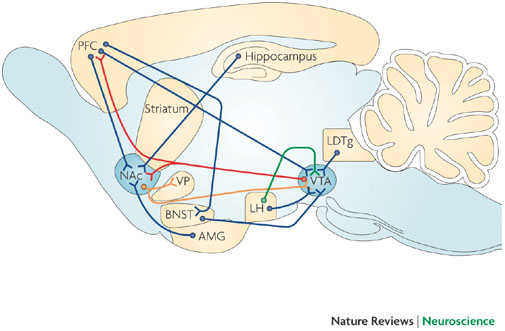 PFC
Hippocampus
Striatum
LDTg
NAc
VP
VTA
BNST
LH
AMG
Nature Reviews | Neuroscience